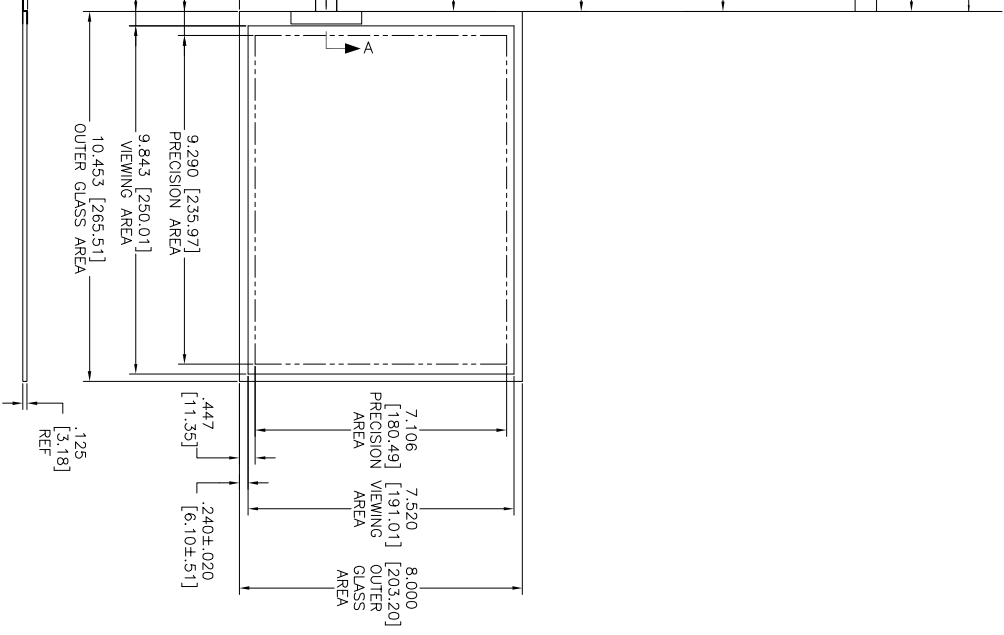 A
9.290 [235.97]
PRECISION AREA
9.843 [250.01]
VIEWING AREA
10.453 [265.51]
OUTER GLASS AREA
7.106
[180.49]
PRECISION
AREA
7.520
[191.01]
VIEWING
AREA
8.000
[203.20]
OUTER
GLASS
AREA
.447
[11.35]
.240±.020
[6.10±.51]
.125
[3.18]
REF